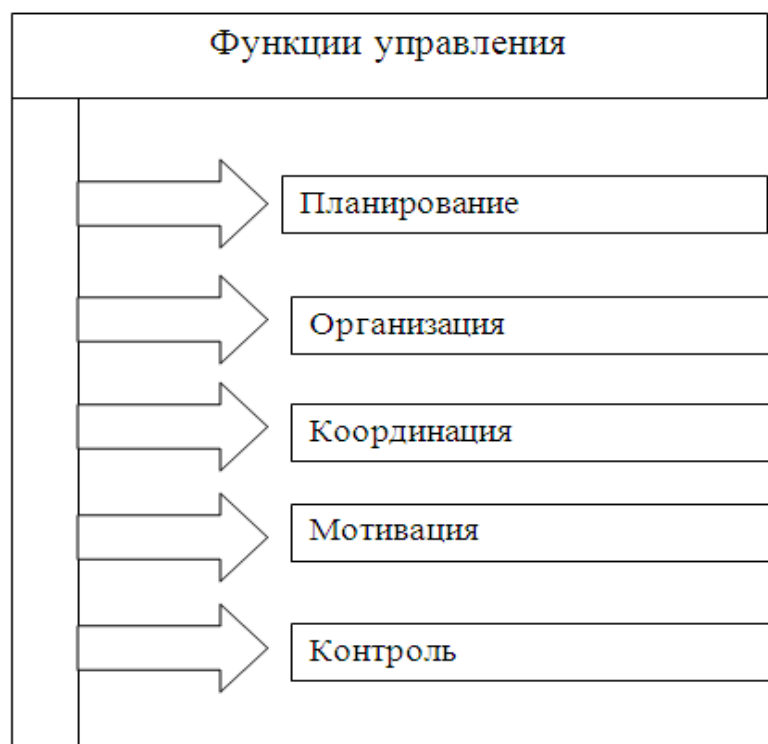 Функции управления
Планирование
Организация
Координация
Мотивация
Контроль